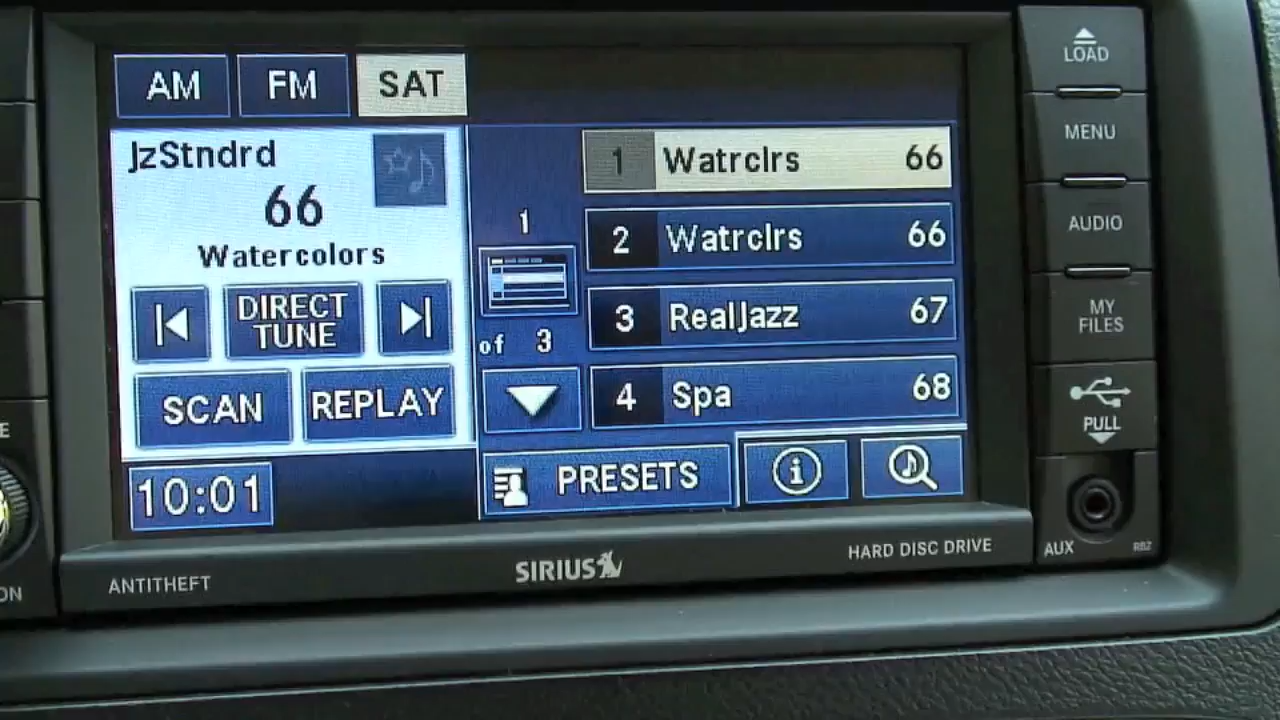 AM
FM
SAT
JzStndrd
66
Watercolors
DIRECT
TUNE
SCAN
REPLAY
10:01
1
of 3
1 Watrclrs 66
2 Watrclrs 66
3 RealJazz 67
4 Spa 68
PRESETS
i
ANTITHEFT
SIRIUS
HARD DISC DRIVE
LOAD
MENU
AUDIO
MY
FILES
PULL
AUX
RBZ
E
ON